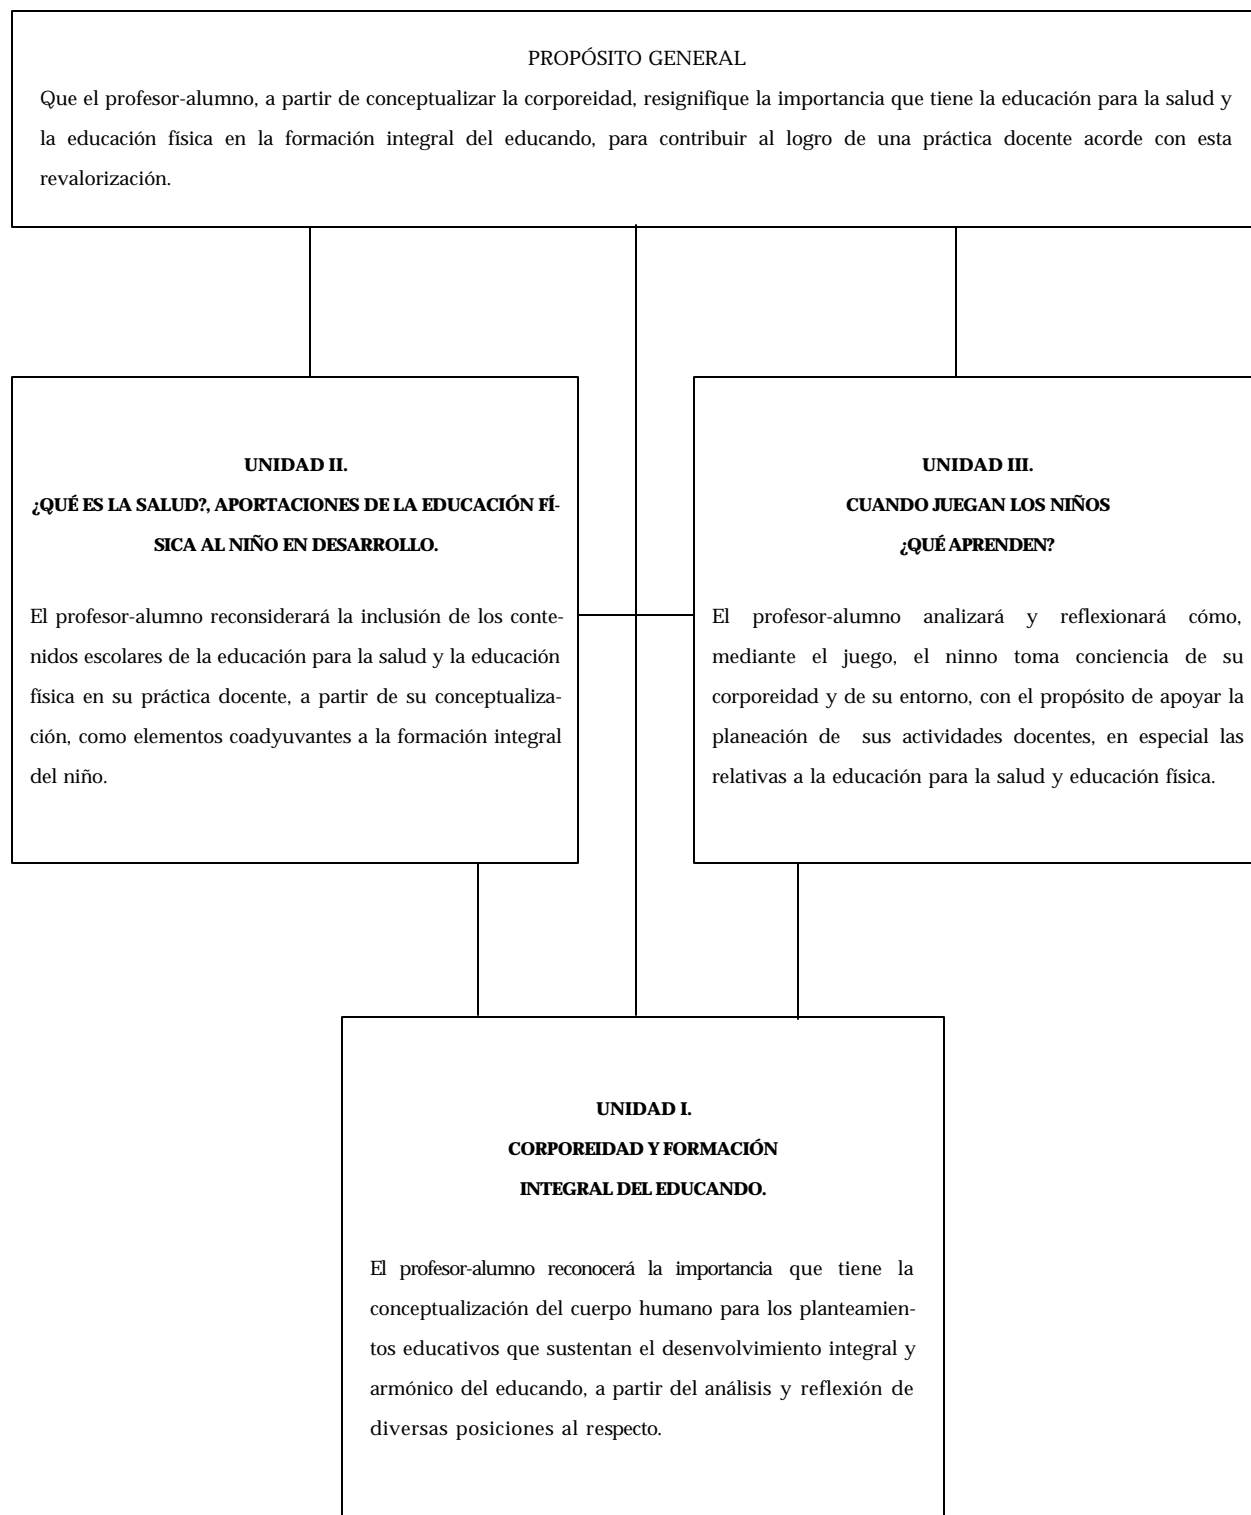 PROPÓSITO GENERAL
Que el profesor-alumno, a partir de conceptualizar la corporeidad, resignifique la importancia que tiene la educación para la salud y
la educación física en la formación integral del educando, para contribuir al logro de una práctica docente acorde con esta
revalorización.
UNIDAD II.
¿QUÉ ES LA SALUD?, APORTACIONES DE LA EDUCACIÓN FÍ-
SICA AL NIÑO EN DESARROLLO.
El profesor-alumno reconsiderará la inclusión de los conte-
nidos escolares de la educación para la salud y la educación
física en su práctica docente, a partir de su conceptualiza-
ción, como elementos coadyuvantes a la formación integral
del niño.
UNIDAD III.
CUANDO JUEGAN LOS NIÑOS
¿QUÉ APRENDEN?
El profesor-alumno analizará y reflexionará cómo,
mediante el juego, el ninno toma conciencia de su
corporeidad y de su entorno, con el propósito de apoyar la
planeación de sus actividades docentes, en especial las
relativas a la educación para la salud y educación física.
UNIDAD I.
CORPOREIDAD Y FORMACIÓN
INTEGRAL DEL EDUCANDO.
El profesor-alumno reconocerá la importancia que tiene la
conceptualización del cuerpo humano para los planteamien-
tos educativos que sustentan el desenvolvimiento integral y
armónico del educando, a partir del análisis y reflexión de
diversas posiciones al respecto.